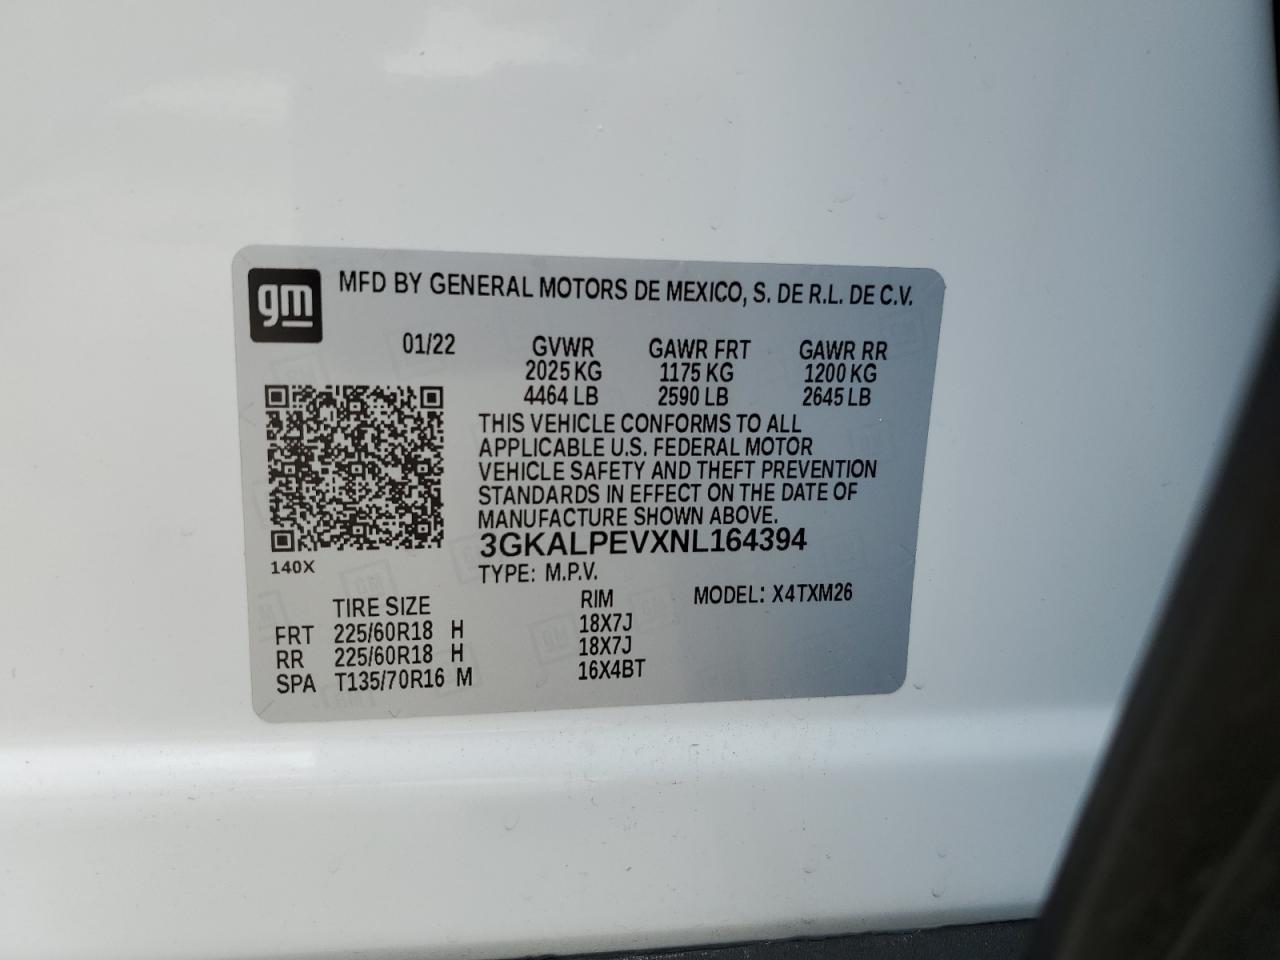 gm MFD BY GENERAL MOTORS DE MEXICO, S. DE R.L. DE C.V.
01/22 GVWR GAWR FRT GAWR RR
2025 KG 1175 KG 1200 KG
4464 LB 2590 LB 2645 LB
THIS VEHICLE CONFORMS TO ALL
APPLICABLE U.S. FEDERAL MOTOR
VEHICLE SAFETY AND THEFT PREVENTION
STANDARDS IN EFFECT ON THE DATE OF
MANUFACTURE SHOWN ABOVE.
3GKALPEVXNL164394
140X
TYPE: M.P.V.
TIRE SIZE RIM MODEL: X4TXM26
FRT 225/60R18 H 18X7J
RR 225/60R18 H 18X7J
SPA T135/70R16 M 16X4BT